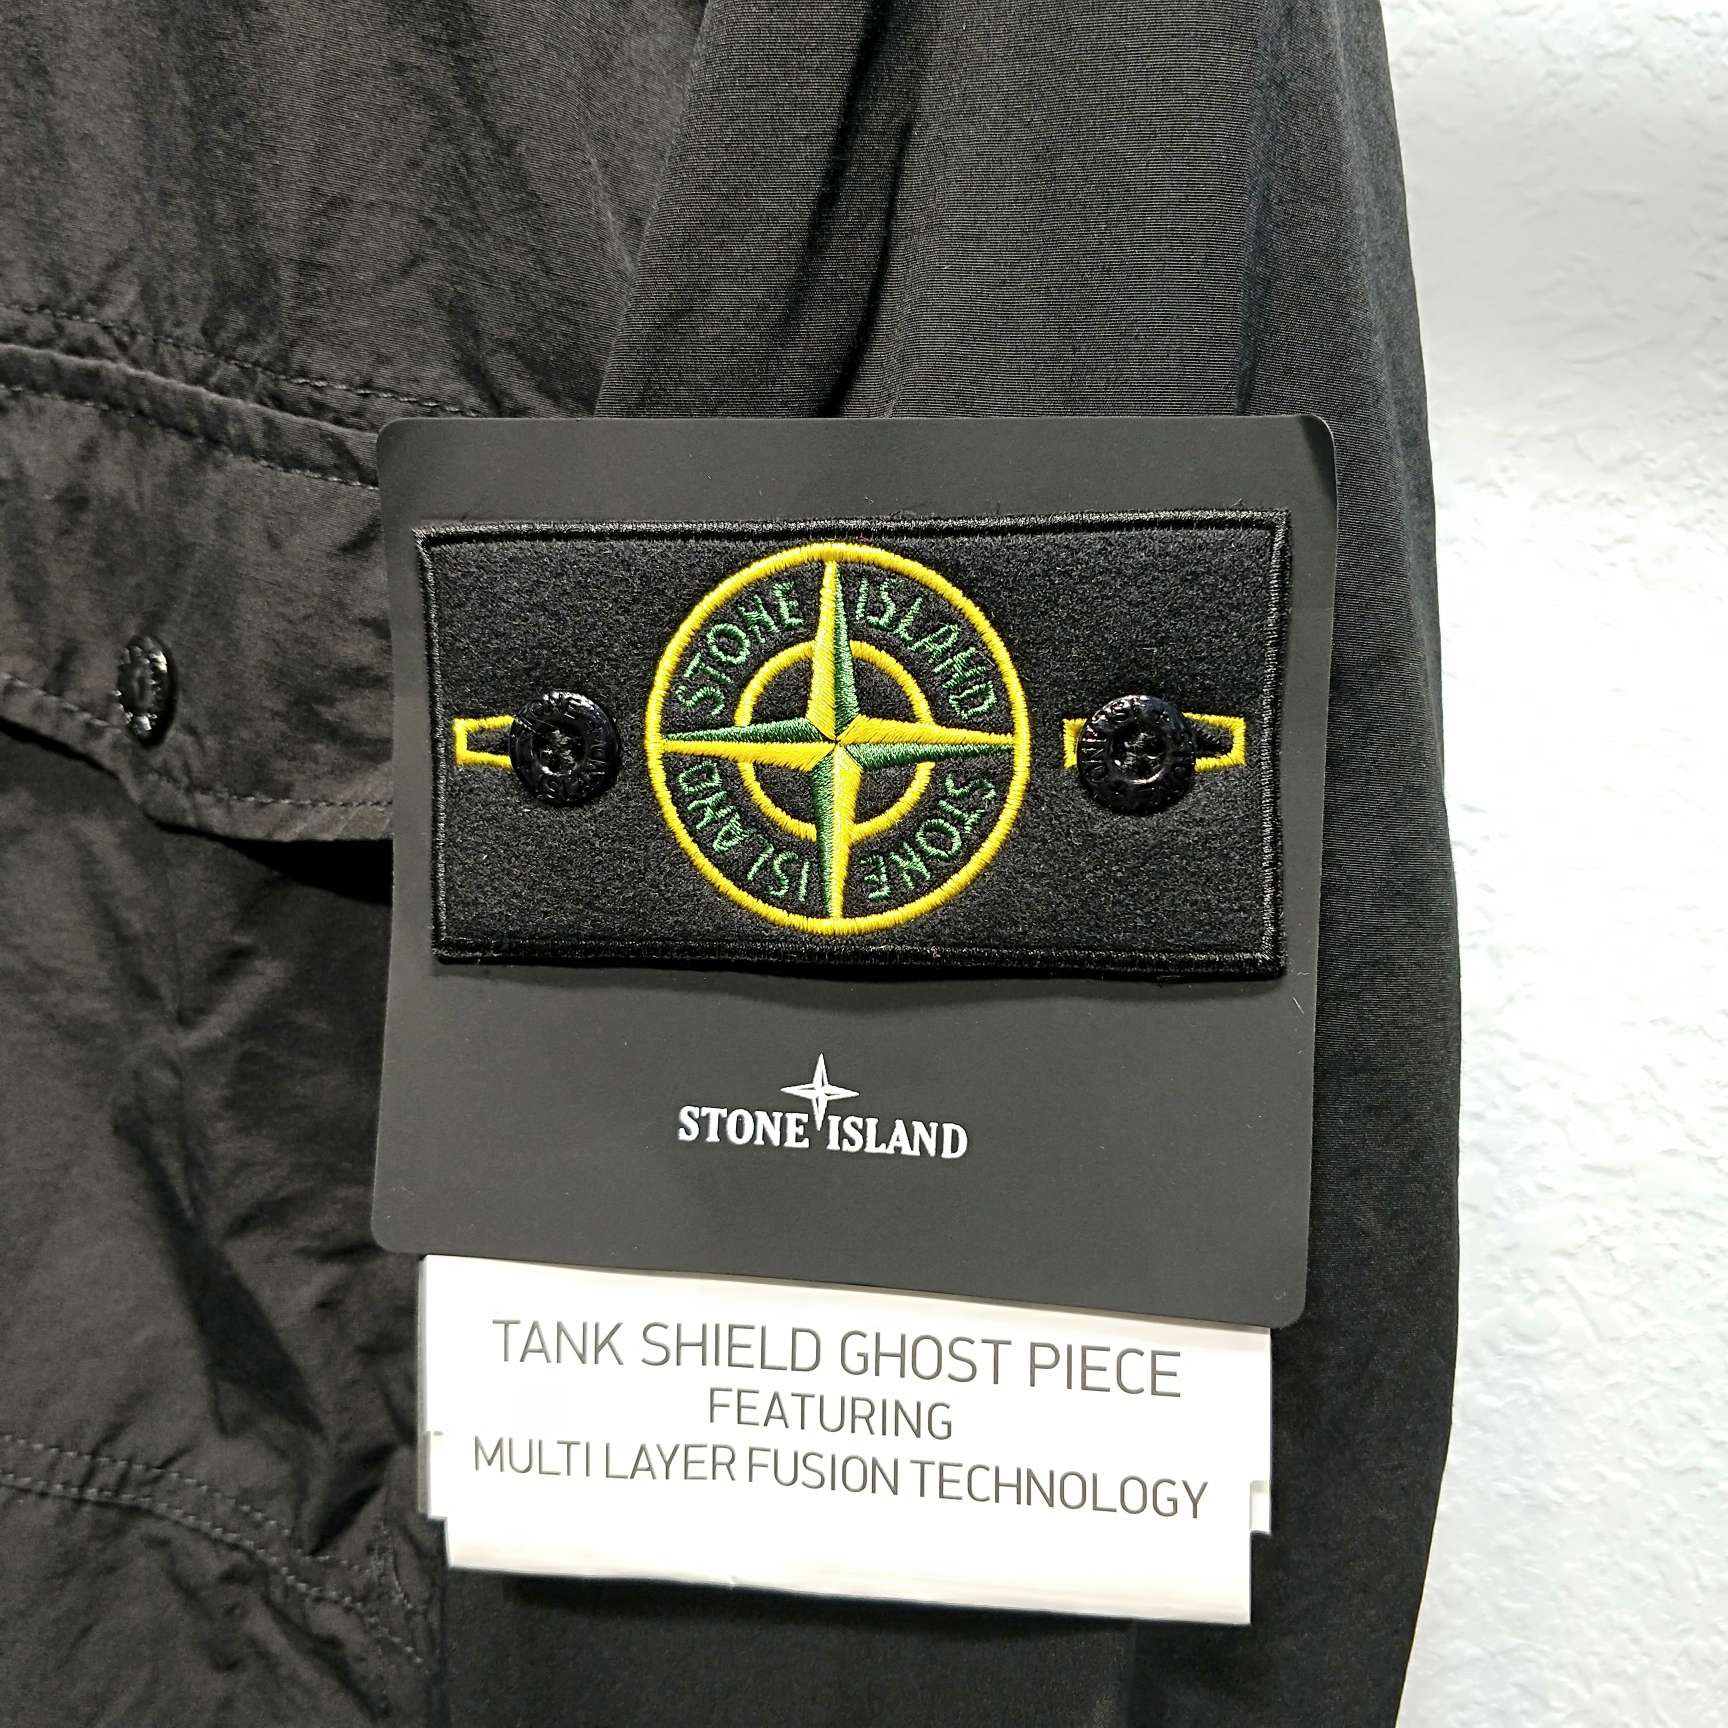 STONE ISLAND
STONE ISLAND
STONE ISLAND
TANK SHIELD GHOST PIECE
FEATURING
MULTI LAYER FUSION TECHNOLOGY